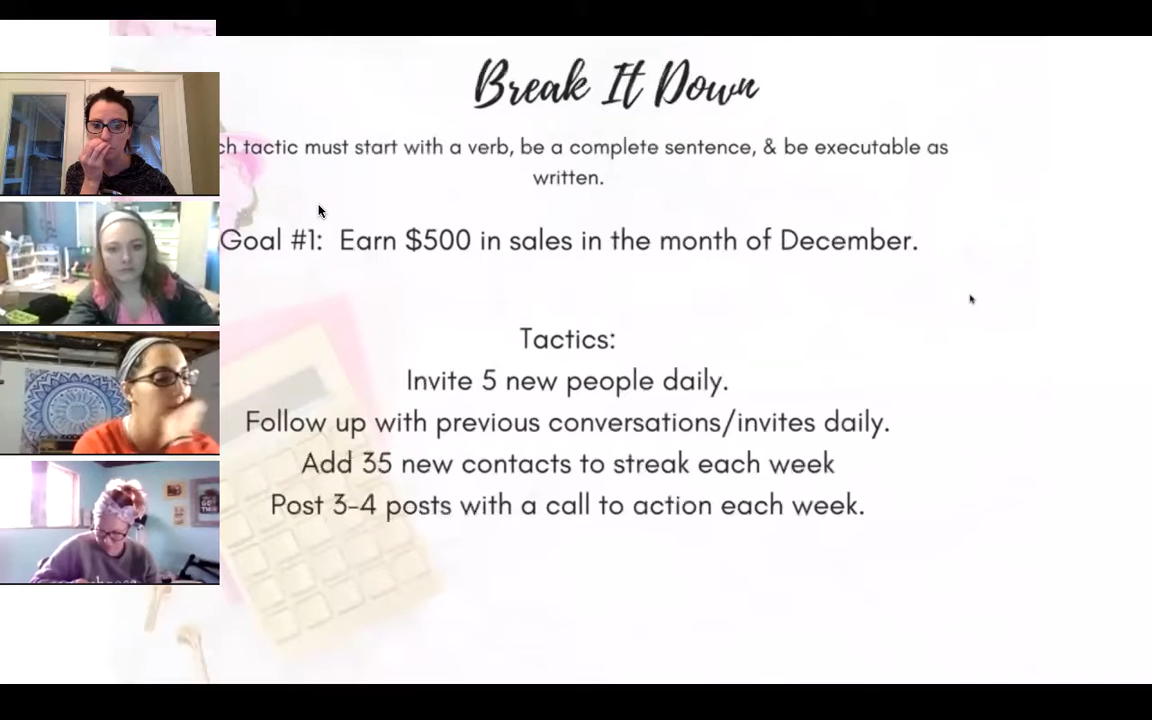 Break It Down
ch tactic must start with a verb, be a complete sentence, & be executable as
written.
Goal #1: Earn $500 in sales in the month of December.
Tactics:
Invite 5 new people daily.
Follow up with previous conversations/invites daily.
Add 35 new contacts to streak each week
Post 3-4 posts with a call to action each week.